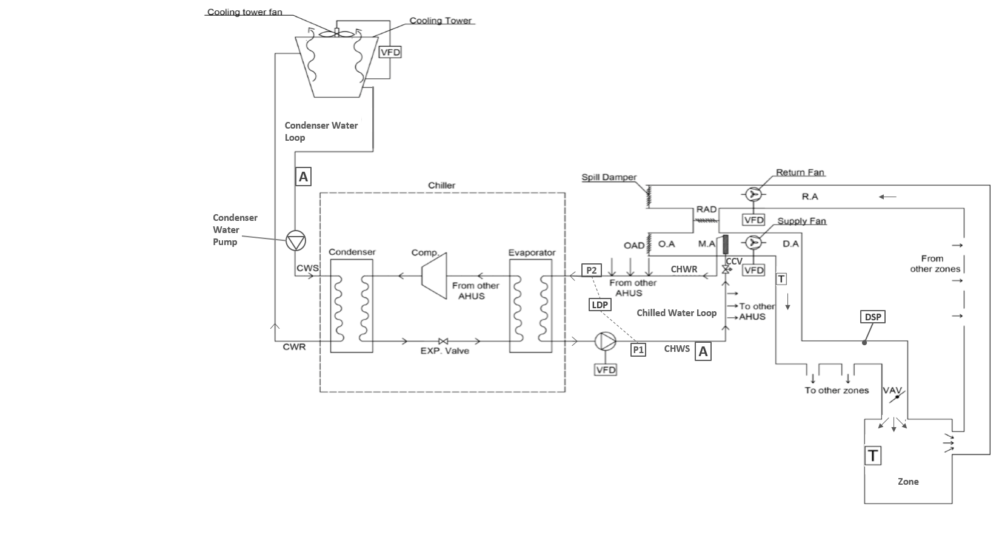 Cooling tower fan
Cooling Tower
VFD
Condenser Water
Loop
A
Spill Damper
Return Fan
Chiller
R.A
RAD
VFD
Condenser
Water
Pump
Supply Fan
OAD
O.A
M.A
D.A
Condenser
Comp.
Evaporator
From
other zones
CCV
CWS
P2
CHWR
VFD
T
From other
AHUS
From other
AHUS
LDP
To other
AHUS
Chilled Water Loop
DSP
CWR
EXP. Valve
P1
CHWS
A
VFD
To other zones
VAV
T
Zone